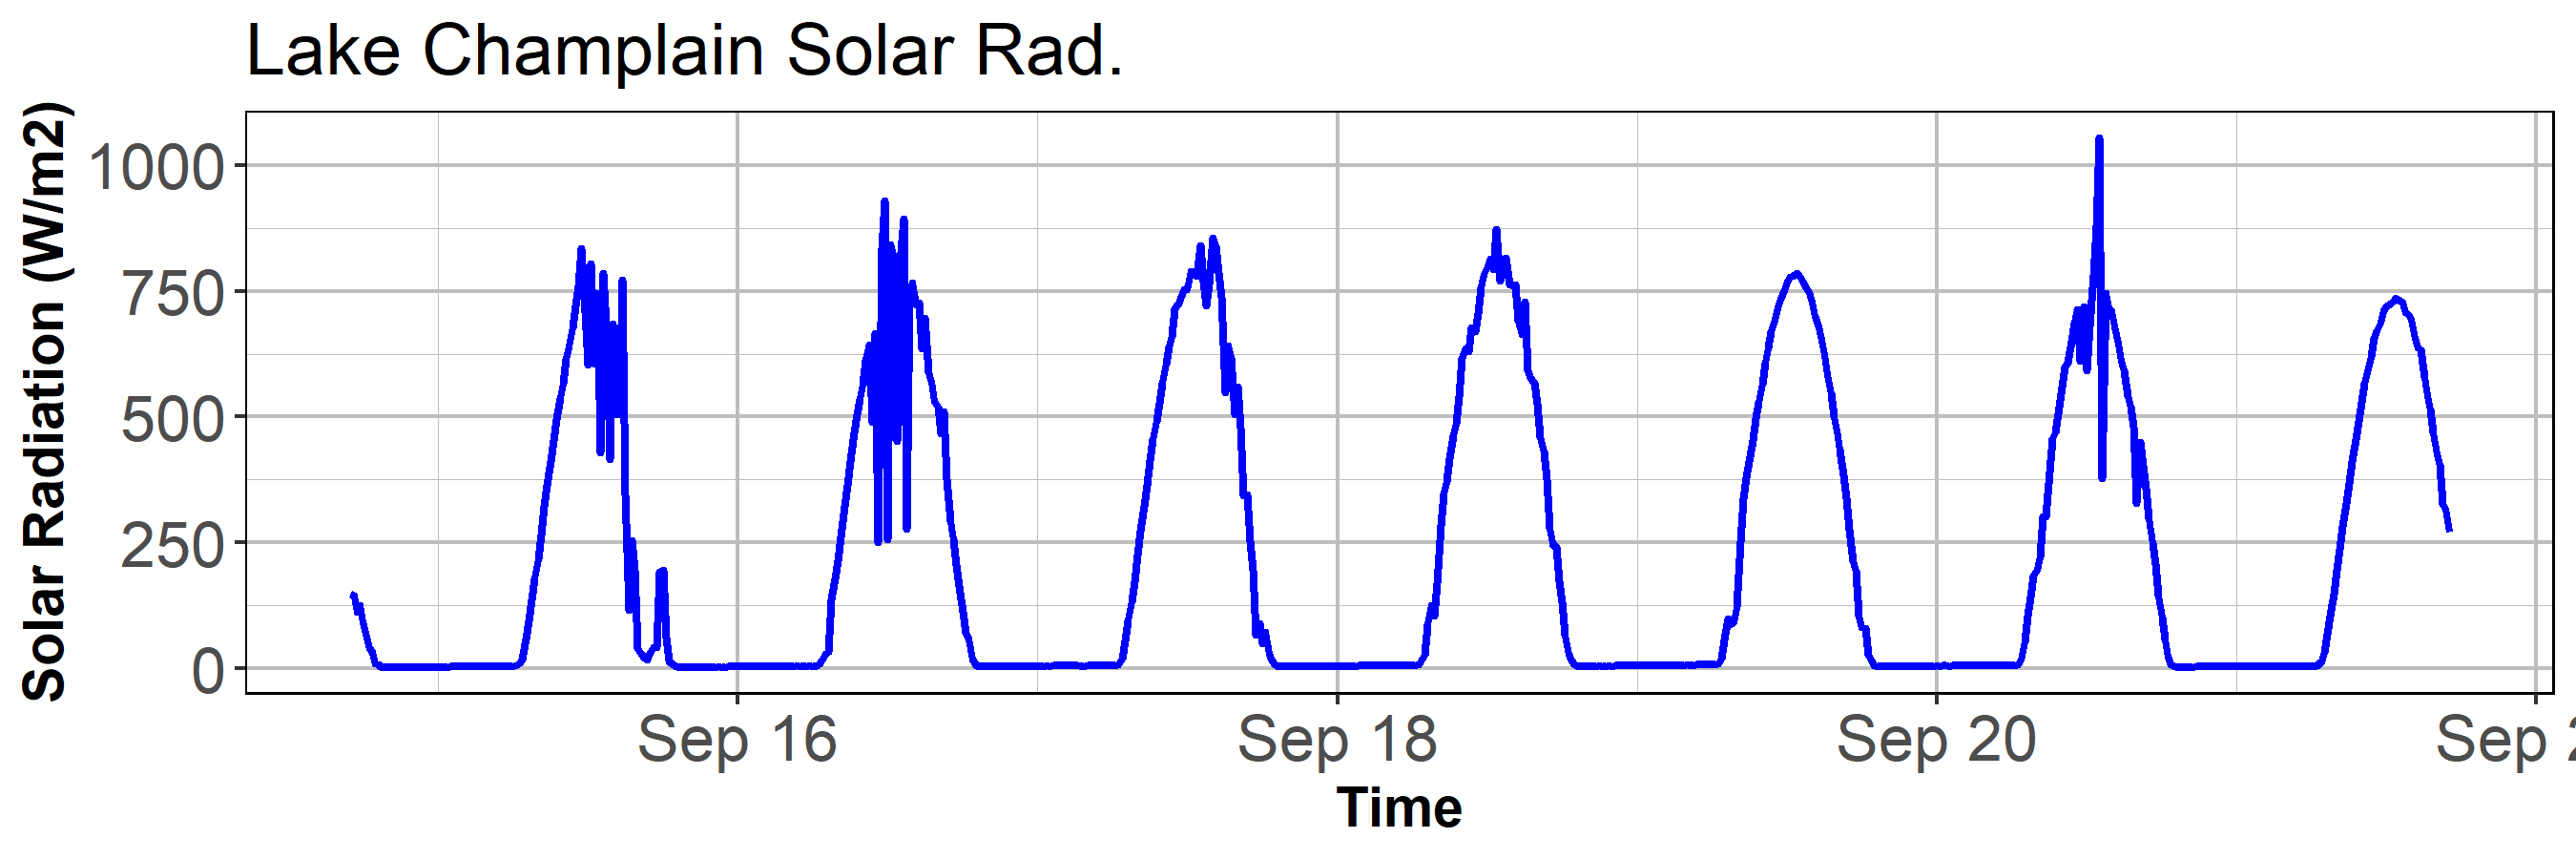 Lake Champlain Solar Rad.
Solar Radiation (W/m2)
1000
750
500
250
0
Sep 16 Sep 18 Sep 20 Sep
Time